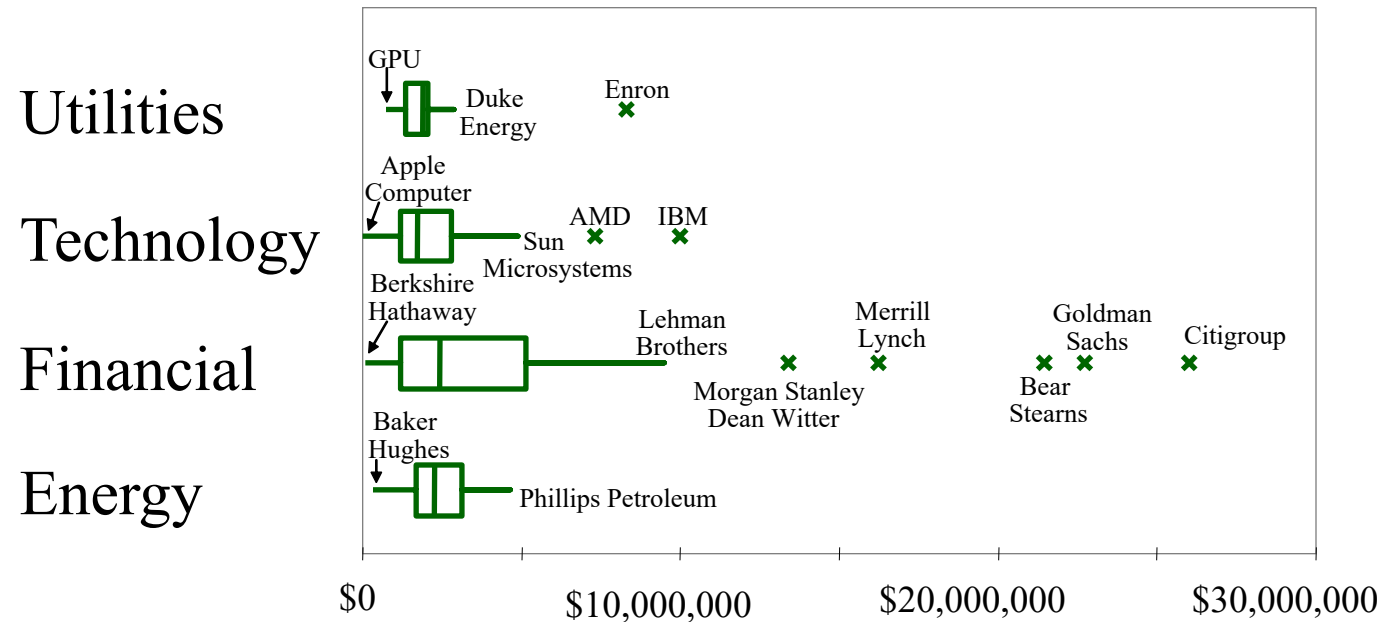 GPU
Utilities
Duke
Energy
Enron
Apple
Computer
Technology
Sun
Microsystems
AMD
IBM
Berkshire
Hathaway
Financial
Lehman
Brothers
Morgan Stanley
Dean Witter
Merrill
Lynch
Bear
Stearns
Goldman
Sachs
Citigroup
Baker
Hughes
Energy
Phillips Petroleum
$0
$10,000,000
$20,000,000
$30,000,000